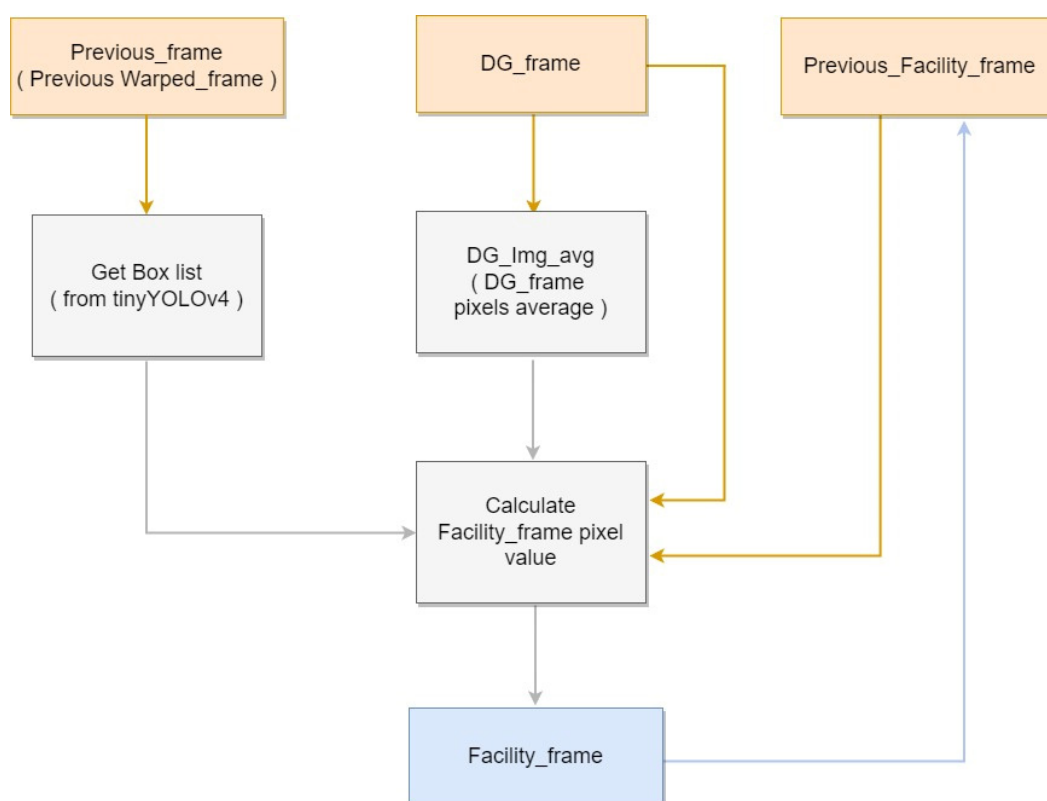 Previous_frame
( Previous Warped_frame )
DG_frame
Previous_Facility_frame
Get Box list
( from tinyYOLOv4 )
DG_Img_avg
( DG_frame
pixels average )
Calculate
Facility_frame pixel
value
Facility_frame